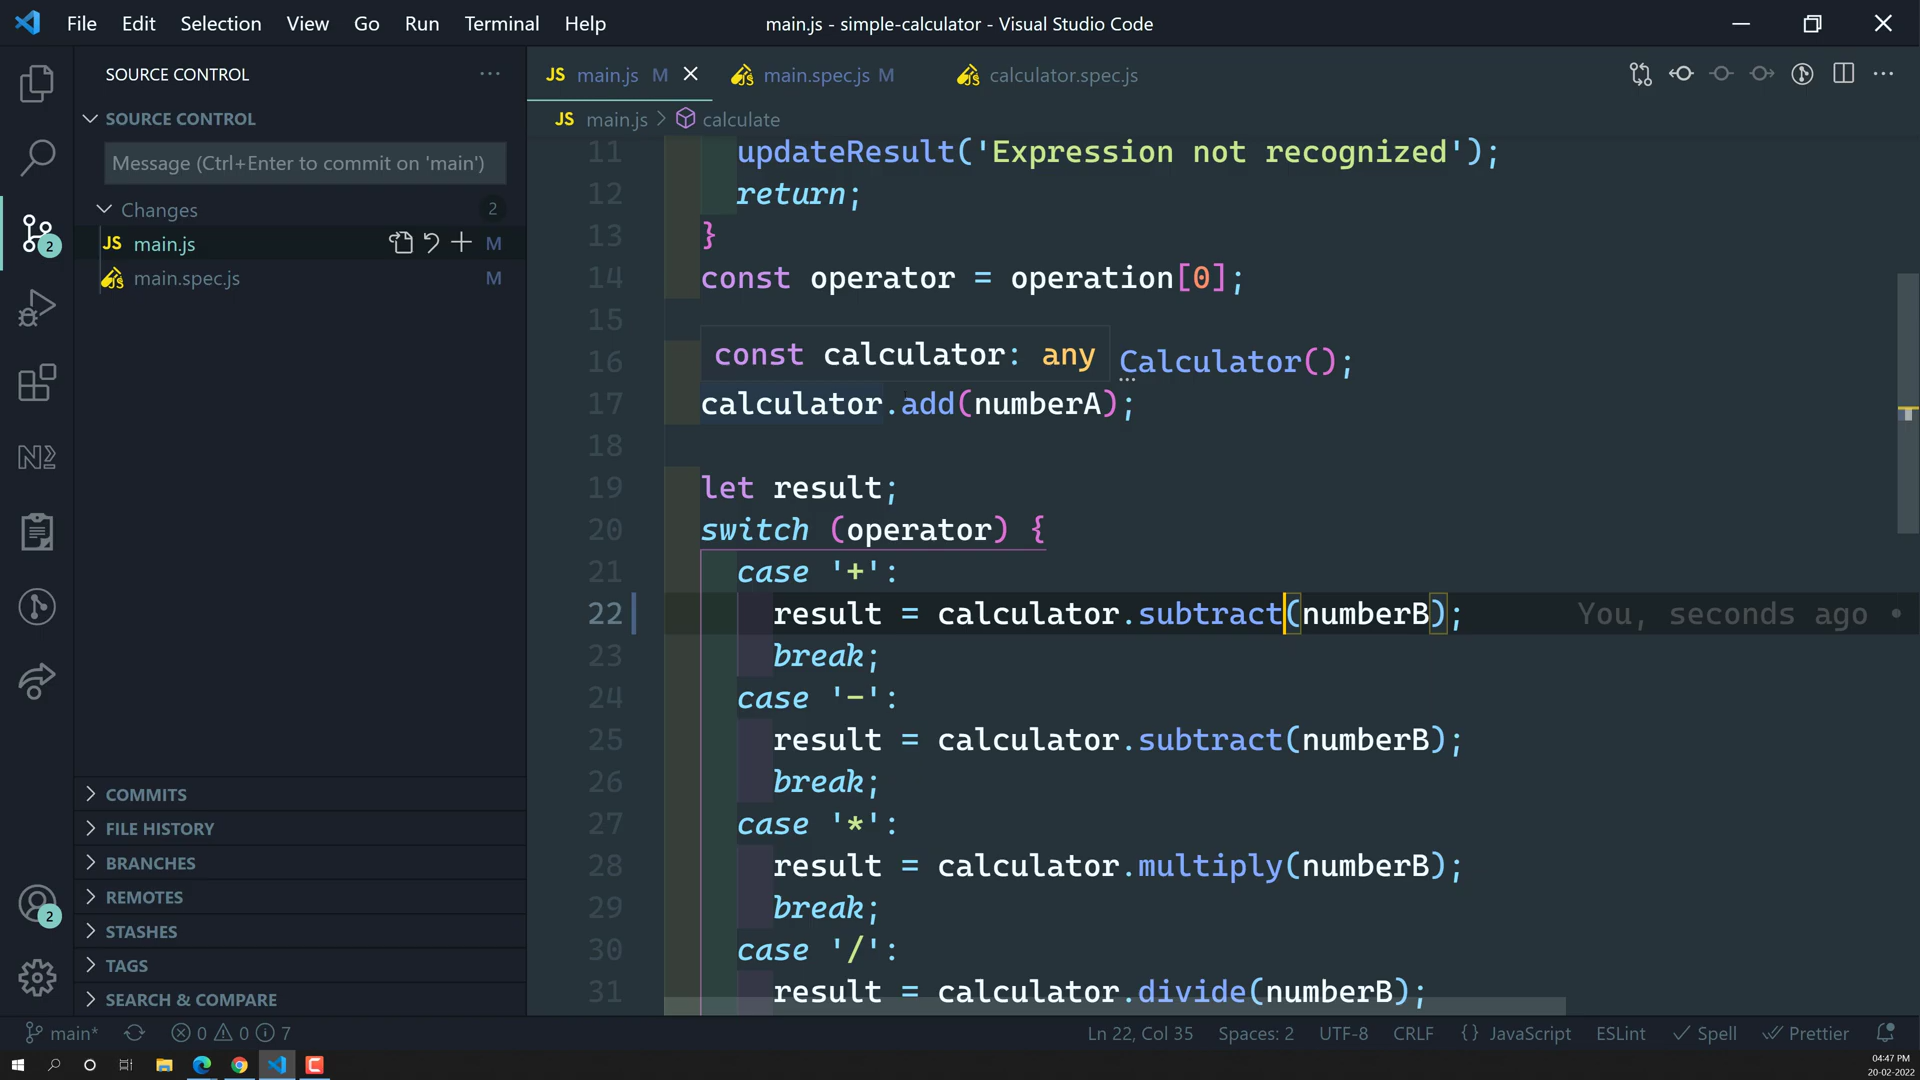 File Edit Selection View Go Run Terminal Help main.js - simple-calculator - Visual Studio Code
SOURCE CONTROL
SOURCE CONTROL
Message (Ctrl+Enter to commit on 'main')
Changes 2
JS main.js M
main.spec.js M
COMMITS
FILE HISTORY
BRANCHES
REMOTES
STASHES
TAGS
SEARCH & COMPARE
2
2
JS main.js M main.spec.js M calculator.spec.js
JS main.js calculate
11 updateResult('Expression not recognized');
12 return;
13 }
14 const operator = operation[0];
15
const calculator: any
16 Calculator();
17 calculator.add(numberA);
18
19 let result;
20 switch (operator) {
21 case '+':
22 result = calculator.subtract(numberB); You, seconds ago •
23 break;
24 case '-':
25 result = calculator.subtract(numberB);
26 break;
27 case '*':
28 result = calculator.multiply(numberB);
29 break;
30 case '/':
31 result = calculator.divide(numberB);
main* 0 0 7 Ln 22, Col 35 Spaces: 2 UTF-8 CRLF {} JavaScript ESLint Spell Prettier
04:47 PM
20-02-2022